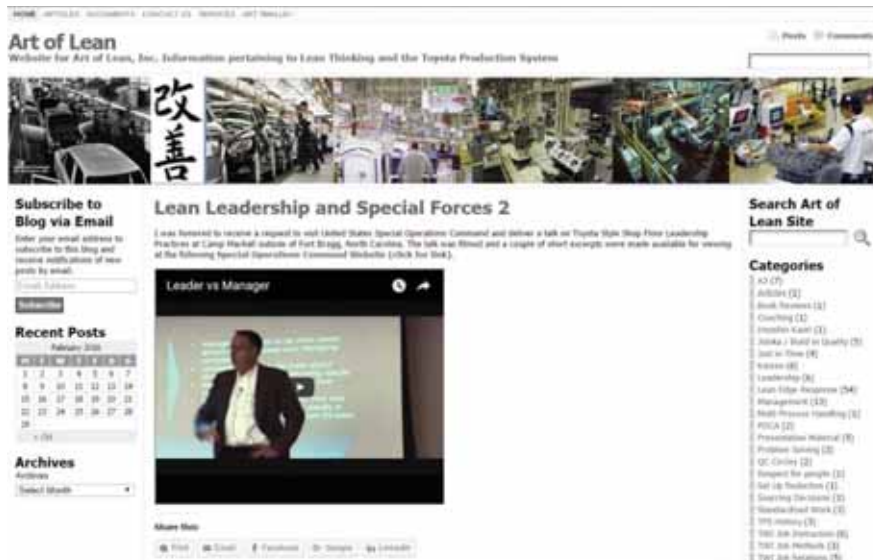 HOME ARTICLES DOCUMENTS CONTACT US SERVICES
Posts Comments
Art of Lean
Website for Art of Lean, Inc. Information pertaining to Lean Thinking and the Toyota Production System
改善
Subscribe to
Blog via Email
Enter your email address to
subscribe to this blog and
receive notifications of new
posts by email.
Email Address
Subscribe
Recent Posts
February 2016
M T W T F S S
1 2 3 4 5 6 7
8 9 10 11 12 13 14
15 16 17 18 19 20 21
22 23 24 25 26 27 28
29
« Oct
Archives
Archives
Select Month
Lean Leadership and Special Forces 2
I was honored to receive a request to visit United States Special Operations Command and deliver a talk on Toyota Style Shop Floor Leadership
Practices at Camp Mackall outside of Fort Bragg, North Carolina. The talk was filmed and a couple of short excerpts were made available for viewing
at the following Special Operations Command Website (click for link).
Leader vs Manager
Share this:
Print Email Facebook Google LinkedIn
Search Art of
Lean Site
Categories
A3 (7)
Articles (1)
Book Reviews (1)
Coaching (1)
Jidoka / Build in Quality (5)
Just in Time (4)
Kaizen (6)
Leadership (6)
Lean Edge Response (54)
Management (13)
Multi Process Handling (1)
PDCA (2)
Presentation Material (9)
Problem Solving (3)
QC Circles (2)
Respect for people (1)
Set Up Reduction (1)
Sourcing Decisions (1)
Standardized Work (3)
TPS History (3)
TWI Job Instruction (6)
TWI Job Methods (3)
TWI Job Relations (5)